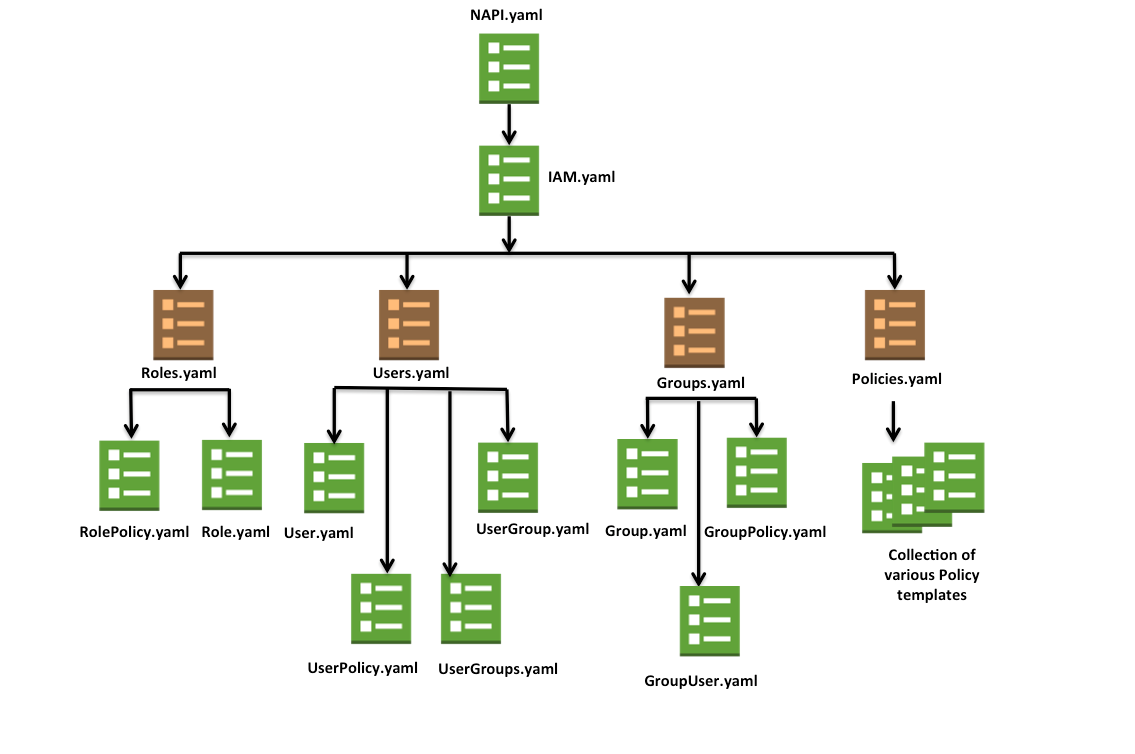 NAPI.yaml
IAM.yaml
Roles.yaml
Users.yaml
Groups.yaml
Policies.yaml
RolePolicy.yaml
Role.yaml
User.yaml
UserGroup.yaml
Group.yaml
GroupPolicy.yaml
Collection of
various Policy
templates
UserPolicy.yaml
UserGroups.yaml
GroupUser.yaml